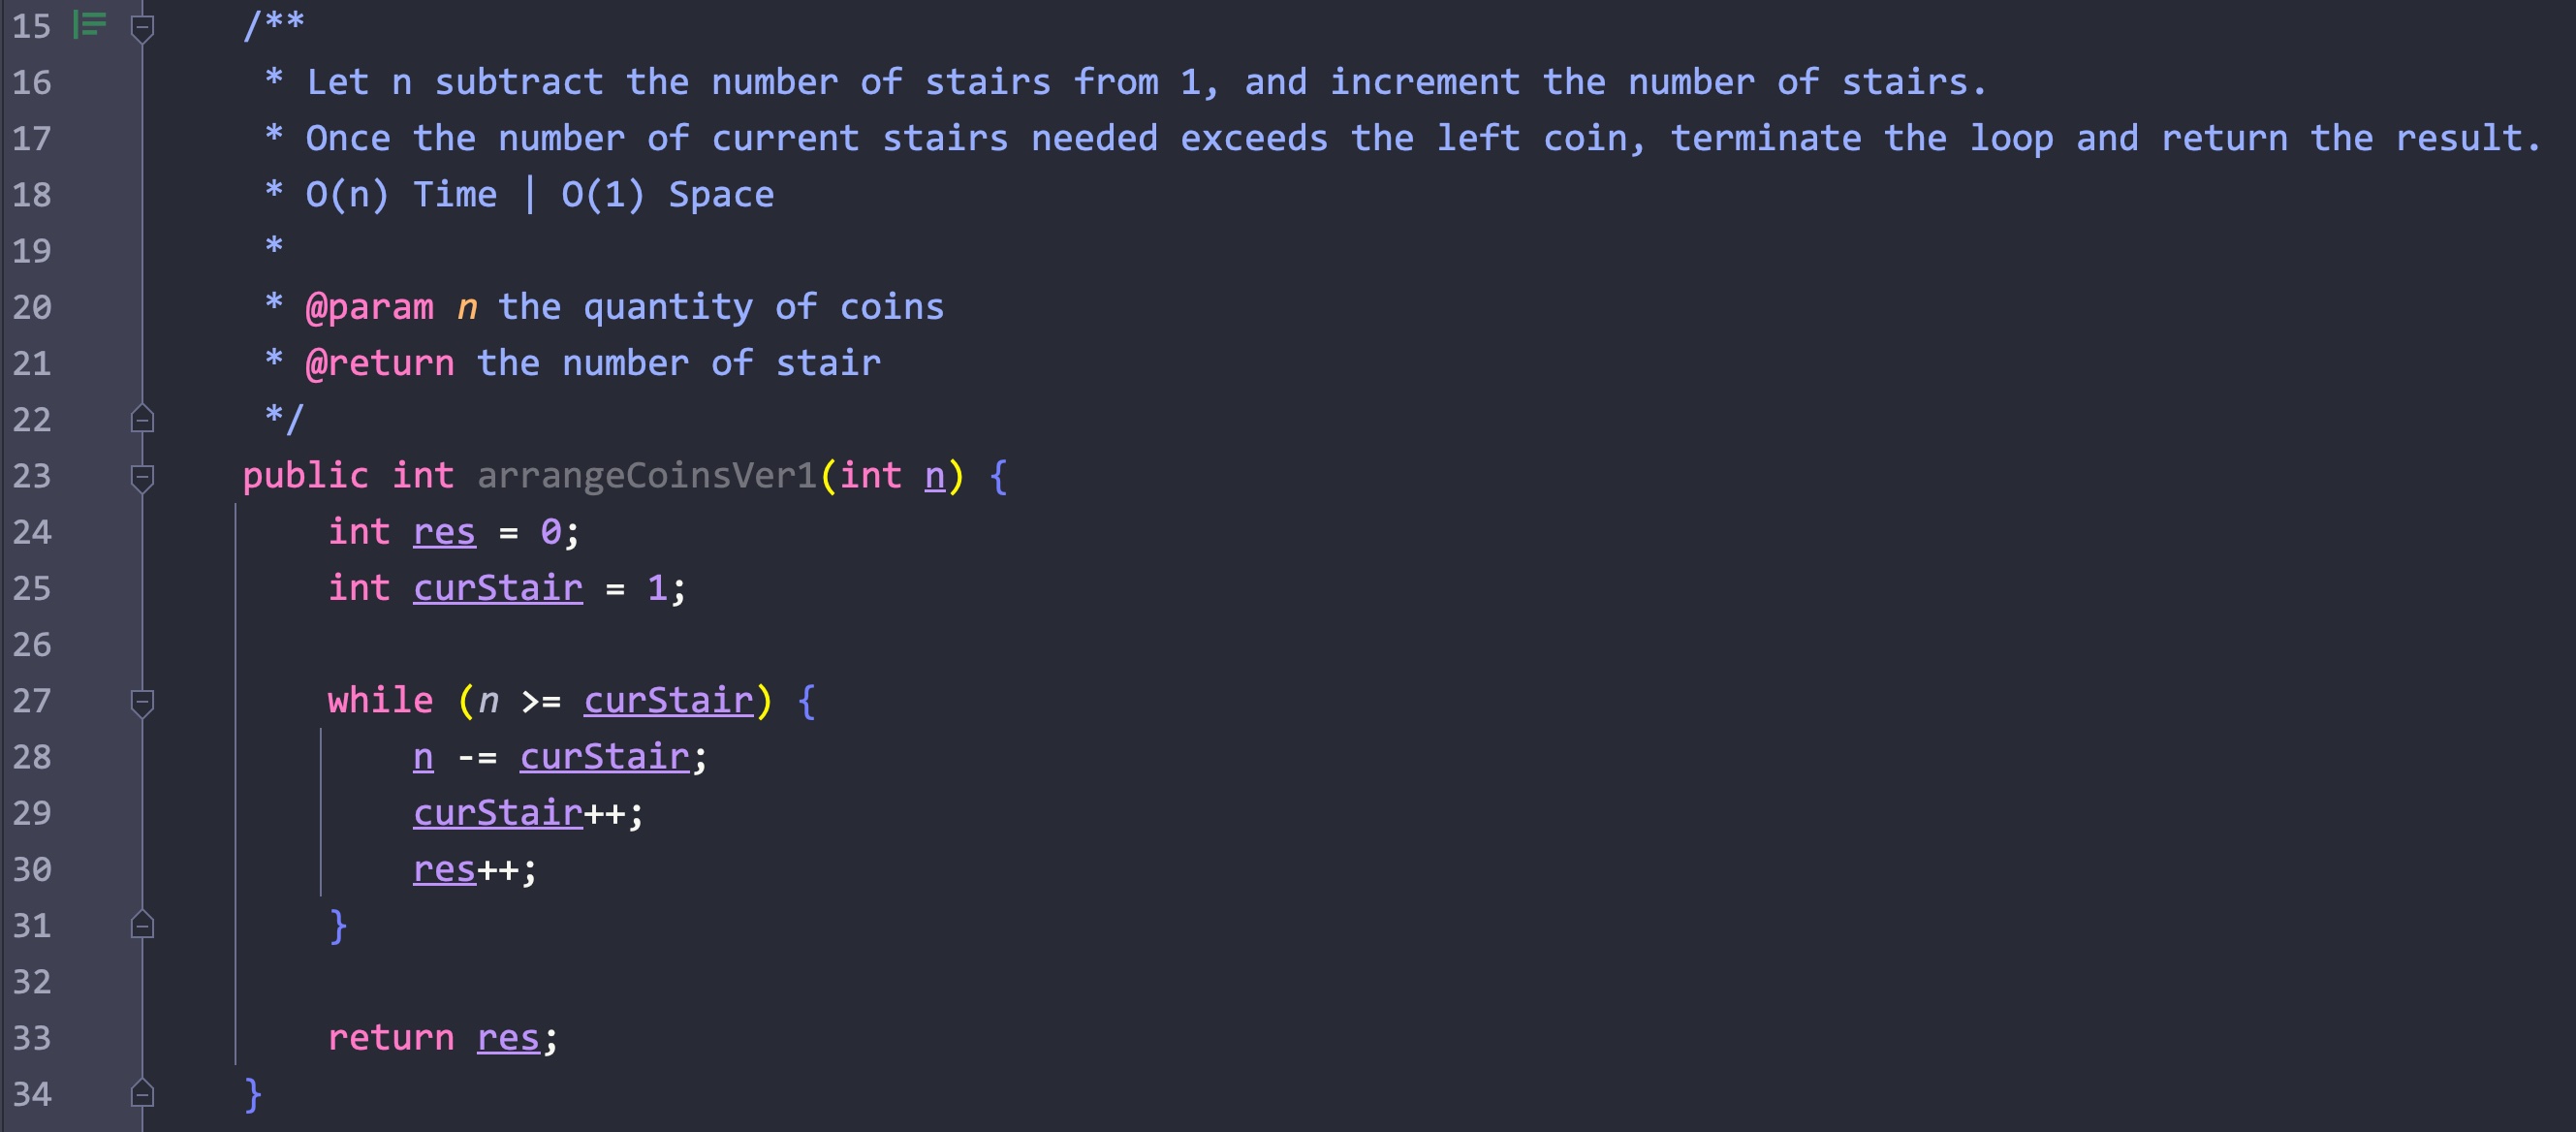 15 /**
16 * Let n subtract the number of stairs from 1, and increment the number of stairs.
17 * Once the number of current stairs needed exceeds the left coin, terminate the loop and return the result.
18 * O(n) Time | O(1) Space
19 *
20 * @param n the quantity of coins
21 * @return the number of stair
22 */
23 public int arrangeCoinsVer1(int n) {
24 int res = 0;
25 int curStair = 1;
26
27 while (n >= curStair) {
28 n -= curStair;
29 curStair++;
30 res++;
31 }
32
33 return res;
34 }